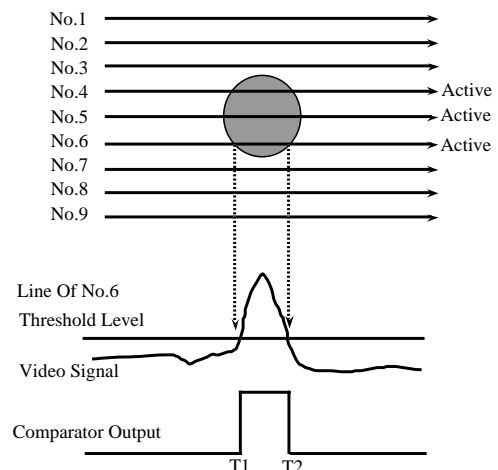 No.1
No.2
No.3
No.4 Active
No.5 Active
No.6 Active
No.7
No.8
No.9
Line Of No.6
Threshold Level
Video Signal
Comparator Output
T1 T2